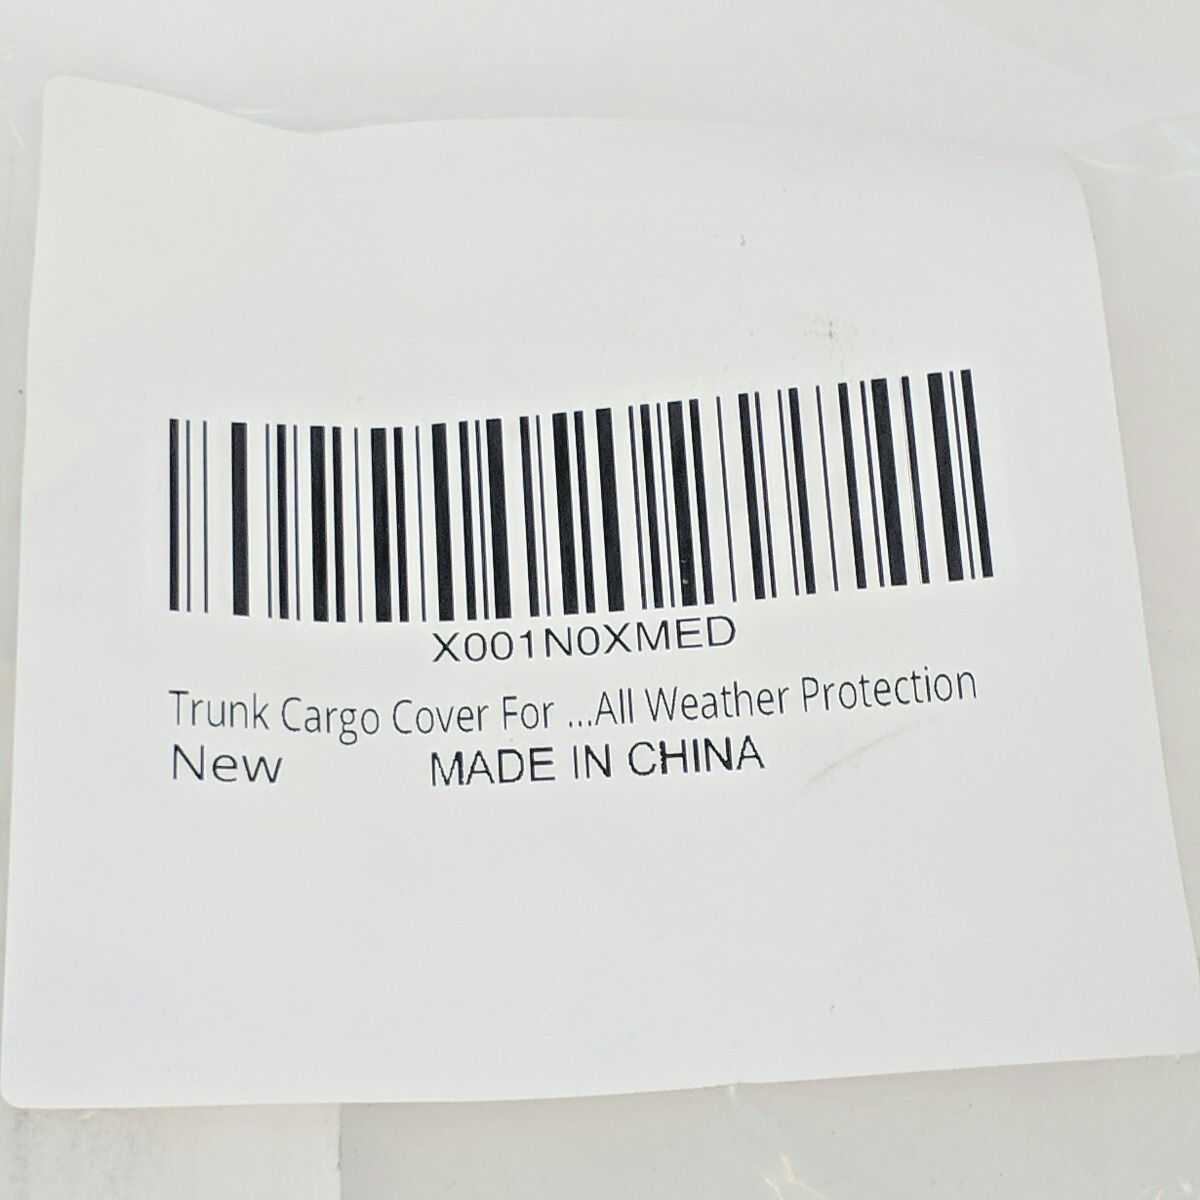 X001N0XMED
Trunk Cargo Cover For ...All Weather Protection
New MADE IN CHINA